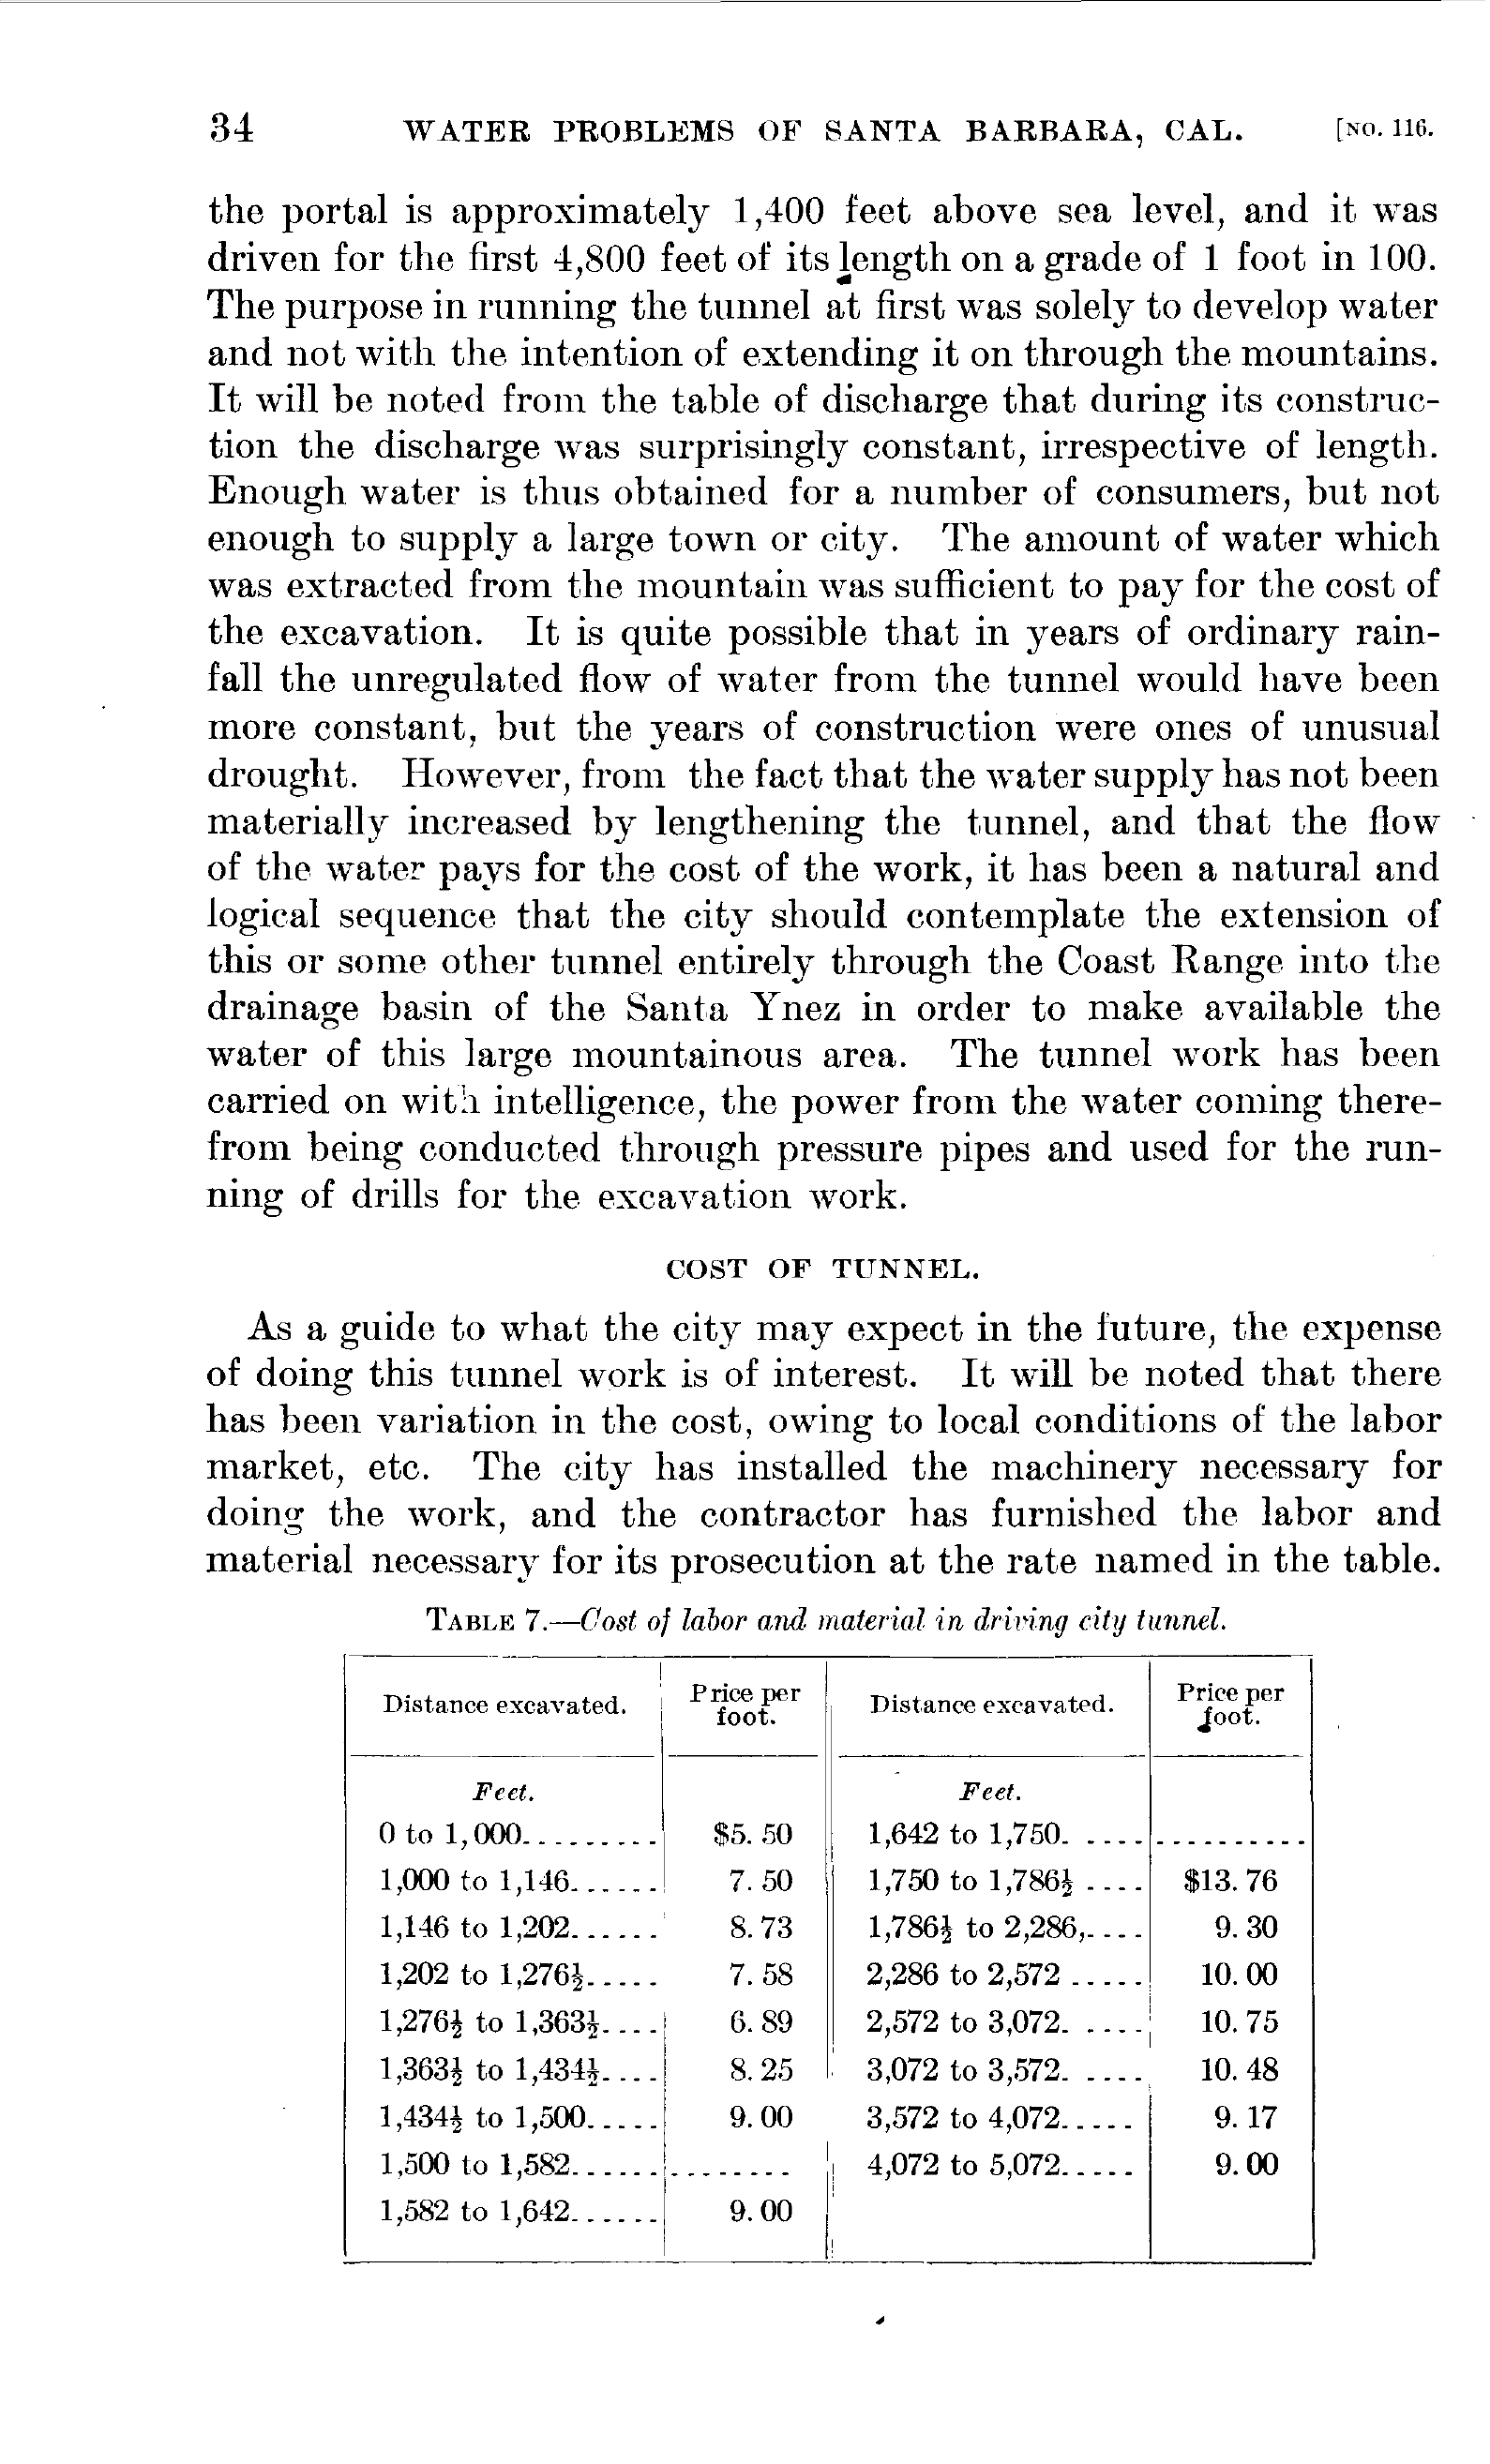 34 WATER PROBLEMS OF SANTA BARBARA, CAL. [NO. 116.
the portal is approximately 1,400 feet above sea level, and it was
driven for the first 4,800 feet of its length on a grade of 1 foot in 100.
The purpose in running the tunnel at first was solely to develop water
and not with the intention of extending it on through the mountains.
It will be noted from the table of discharge that during its construc-
tion the discharge was surprisingly constant, irrespective of length.
Enough water is thus obtained for a number of consumers, but not
enough to supply a large town or city. The amount of water which
was extracted from the mountain was sufficient to pay for the cost of
the excavation. It is quite possible that in years of ordinary rain-
fall the unregulated flow of water from the tunnel would have been
more constant, but the years of construction were ones of unusual
drought. However, from the fact that the water supply has not been
materially increased by lengthening the tunnel, and that the flow
of the water pays for the cost of the work, it has been a natural and
logical sequence that the city should contemplate the extension of
this or some other tunnel entirely through the Coast Range into the
drainage basin of the Santa Ynez in order to make available the
water of this large mountainous area. The tunnel work has been
carried on with intelligence, the power from the water coming there-
from being conducted through pressure pipes and used for the run-
ning of drills for the excavation work.
COST OF TUNNEL.
As a guide to what the city may expect in the future, the expense
of doing this tunnel work is of interest. It will be noted that there
has been variation in the cost, owing to local conditions of the labor
market, etc. The city has installed the machinery necessary for
doing the work, and the contractor has furnished the labor and
material necessary for its prosecution at the rate named in the table.
TABLE 7.—Cost of labor and material in driving city tunnel.
Distance excavated. Price per foot. Distance excavated. Price per foot.
Feet. Feet.
0 to 1,000.......... $5.50 1,642 to 1,750. .... ..........
1,000 to 1,146...... 7.50 1,750 to 1,786½ .... $13.76
1,146 to 1,202...... 8.73 1,786½ to 2,286,.... 9.30
1,202 to 1,276½..... 7.58 2,286 to 2,572 ..... 10.00
1,276½ to 1,363½.... 6.89 2,572 to 3,072. .... 10.75
1,363½ to 1,434½.... 8.25 3,072 to 3,572. .... 10.48
1,434½ to 1,500..... 9.00 3,572 to 4,072..... 9.17
1,500 to 1,582...... ........ 4,072 to 5,072..... 9.00
1,582 to 1,642...... 9.00